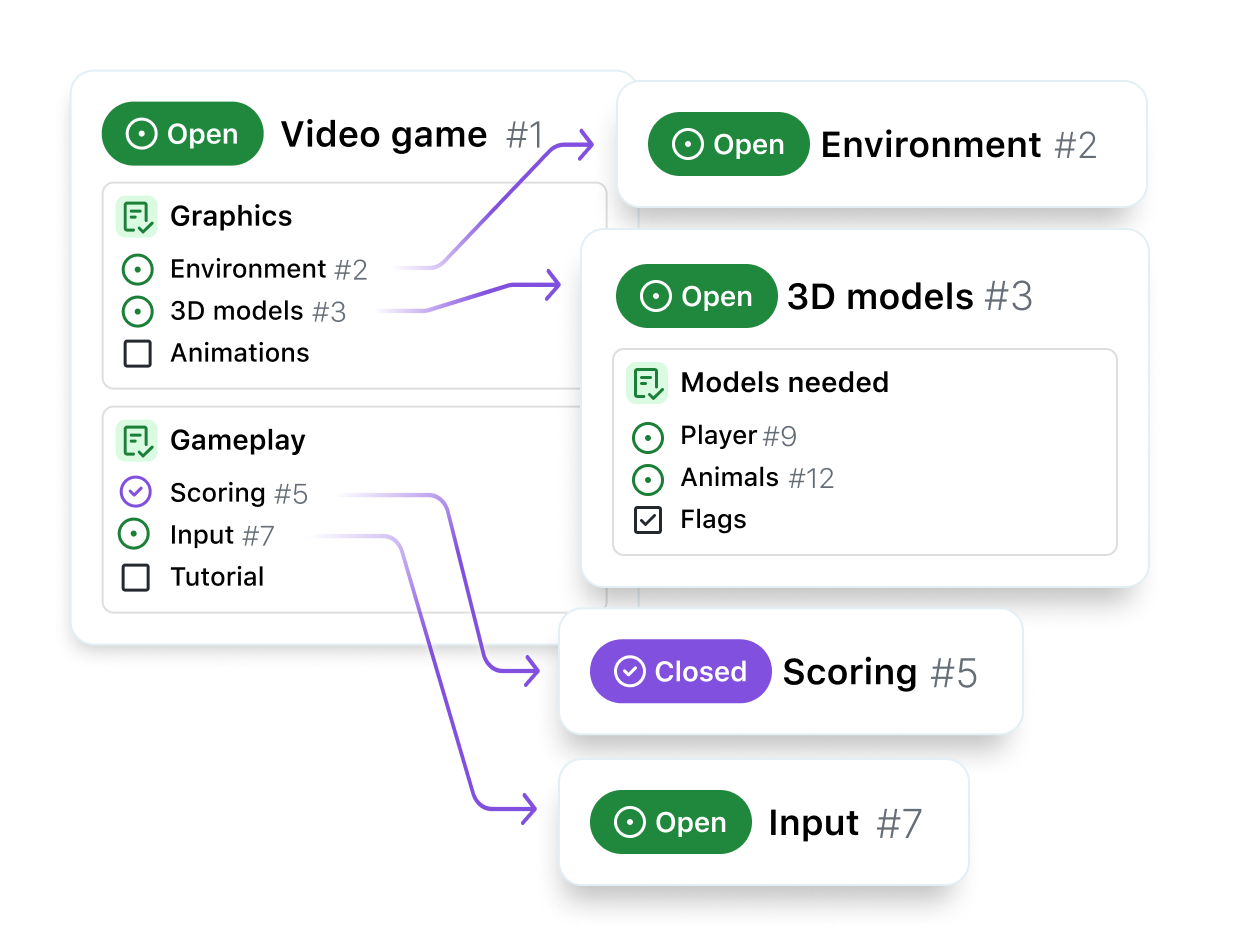 Open Video game #1
Graphics
Environment #2
3D models #3
Animations
Gameplay
Scoring #5
Input #7
Tutorial
Open Environment #2
Open 3D models #3
Models needed
Player #9
Animals #12
Flags
Closed Scoring #5
Open Input #7